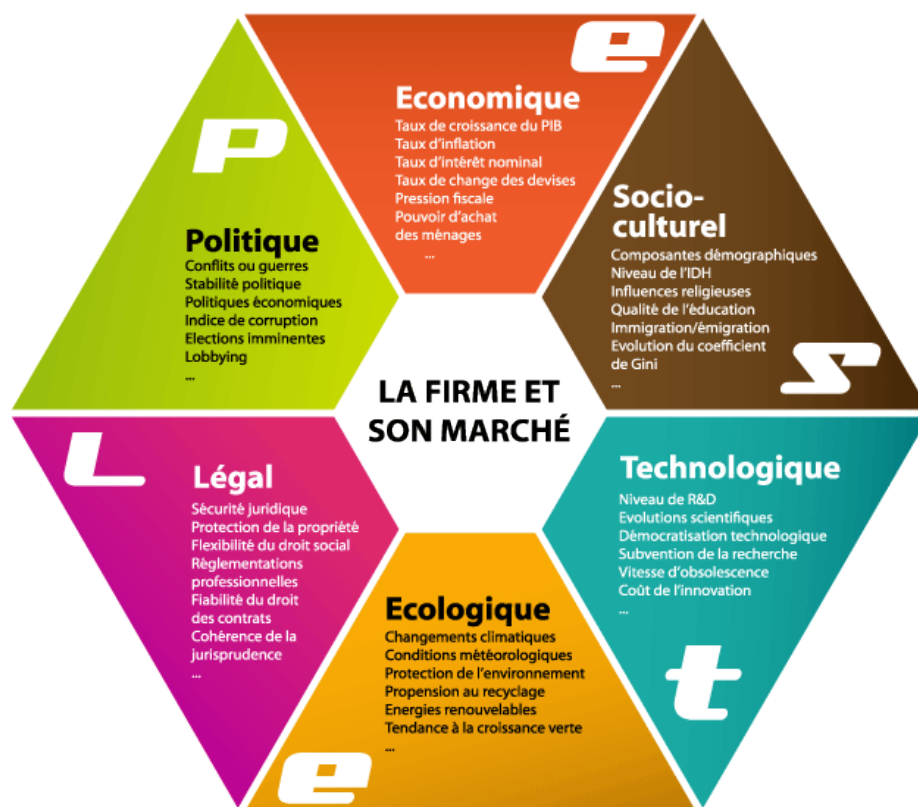 P
Politique
Conflits ou guerres
Stabilité politique
Politiques économiques
Indice de corruption
Elections imminentes
Lobbying
...
e
Economique
Taux de croissance du PIB
Taux d'inflation
Taux d'intérêt nominal
Taux de change des devises
Pression fiscale
Pouvoir d'achat
des ménages
...
Socio-
culturel
Composantes démographiques
Niveau de l'IDH
Influences religieuses
Qualité de l'éducation
Immigration/émigration
Evolution du coefficient
de Gini
...
s
LA FIRME ET
SON MARCHÉ
Technologique
Niveau de R&D
Evolutions scientifiques
Démocratisation technologique
Subvention de la recherche
Vitesse d'obsolescence
Coût de l'innovation
...
t
Ecologique
Changements climatiques
Conditions météorologiques
Protection de l'environnement
Propension au recyclage
Energies renouvelables
Tendance à la croissance verte
...
e
L
Légal
Sécurité juridique
Protection de la propriété
Flexibilité du droit social
Règlementations
professionnelles
Fiabilité du droit
des contrats
Cohérence de la
jurisprudence
...